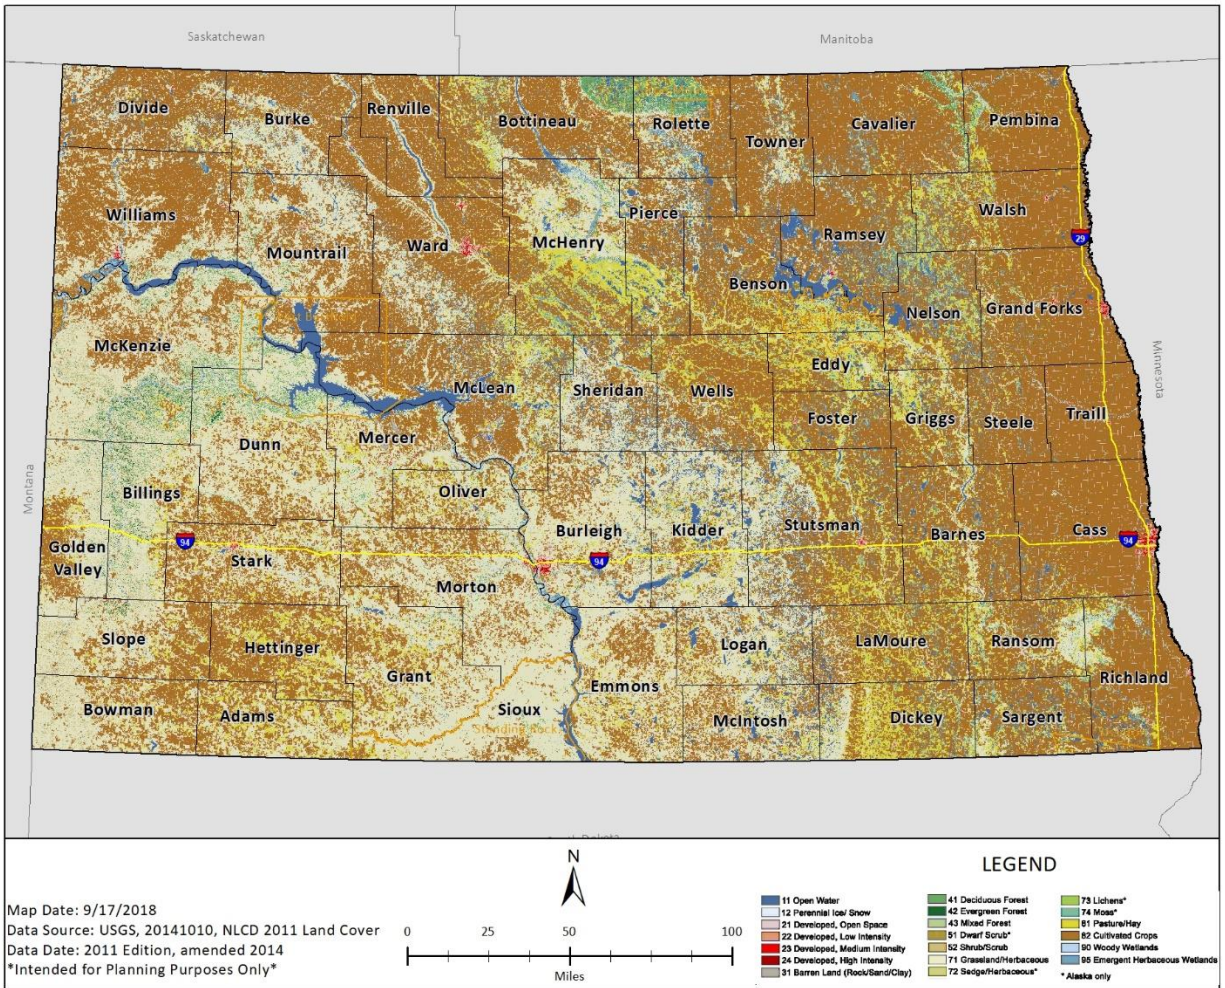 Saskatchewan
Manitoba
Divide
Burke
Renville
Bottineau
Rolette
Towner
Cavalier
Pembina
Williams
Mountrail
Ward
McHenry
Pierce
Ramsey
Walsh
29
Benson
Nelson
Grand Forks
McKenzie
McLean
Sheridan
Wells
Eddy
Minnesota
Dunn
Mercer
Foster
Griggs
Steele
Traill
Montana
Billings
Oliver
Burleigh
Kidder
Stutsman
Barnes
Cass
94
Golden
Valley
94
Stark
94
Morton
Slope
Hettinger
Grant
Logan
LaMoure
Ransom
Richland
Bowman
Adams
Sioux
Emmons
McIntosh
Dickey
Sargent
Standing Rock
N
LEGEND
Map Date: 9/17/2018
Data Source: USGS, 20141010, NLCD 2011 Land Cover
Data Date: 2011 Edition, amended 2014
*Intended for Planning Purposes Only*
0 25 50 100
Miles
11 Open Water
12 Perennial Ice/ Snow
21 Developed, Open Space
22 Developed, Low Intensity
23 Developed, Medium Intensity
24 Developed, High Intensity
31 Barren Land (Rock/Sand/Clay)
41 Deciduous Forest
42 Evergreen Forest
43 Mixed Forest
51 Dwarf Scrub*
52 Shrub/Scrub
71 Grassland/Herbaceous
72 Sedge/Herbaceous*
73 Lichens*
74 Moss*
81 Pasture/Hay
82 Cultivated Crops
90 Woody Wetlands
95 Emergent Herbaceous Wetlands
* Alaska only